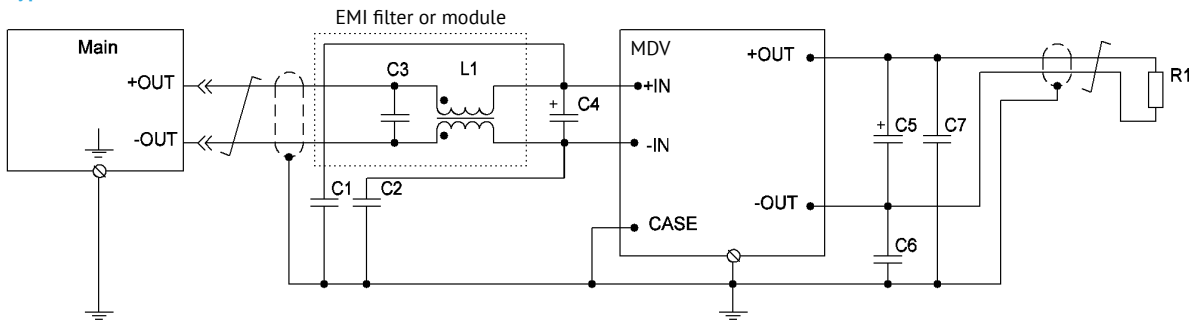 EMI filter or module
Main
+OUT
-OUT
C3
L1
+
C4
C1
C2
MDV
+IN
-IN
CASE
+OUT
-OUT
+
C5
C7
C6
R1